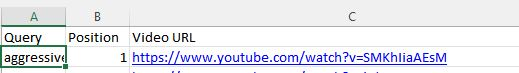 A B C
Query Position Video URL
aggressive 1 https://www.youtube.com/watch?v=SMKhIiaAEsM